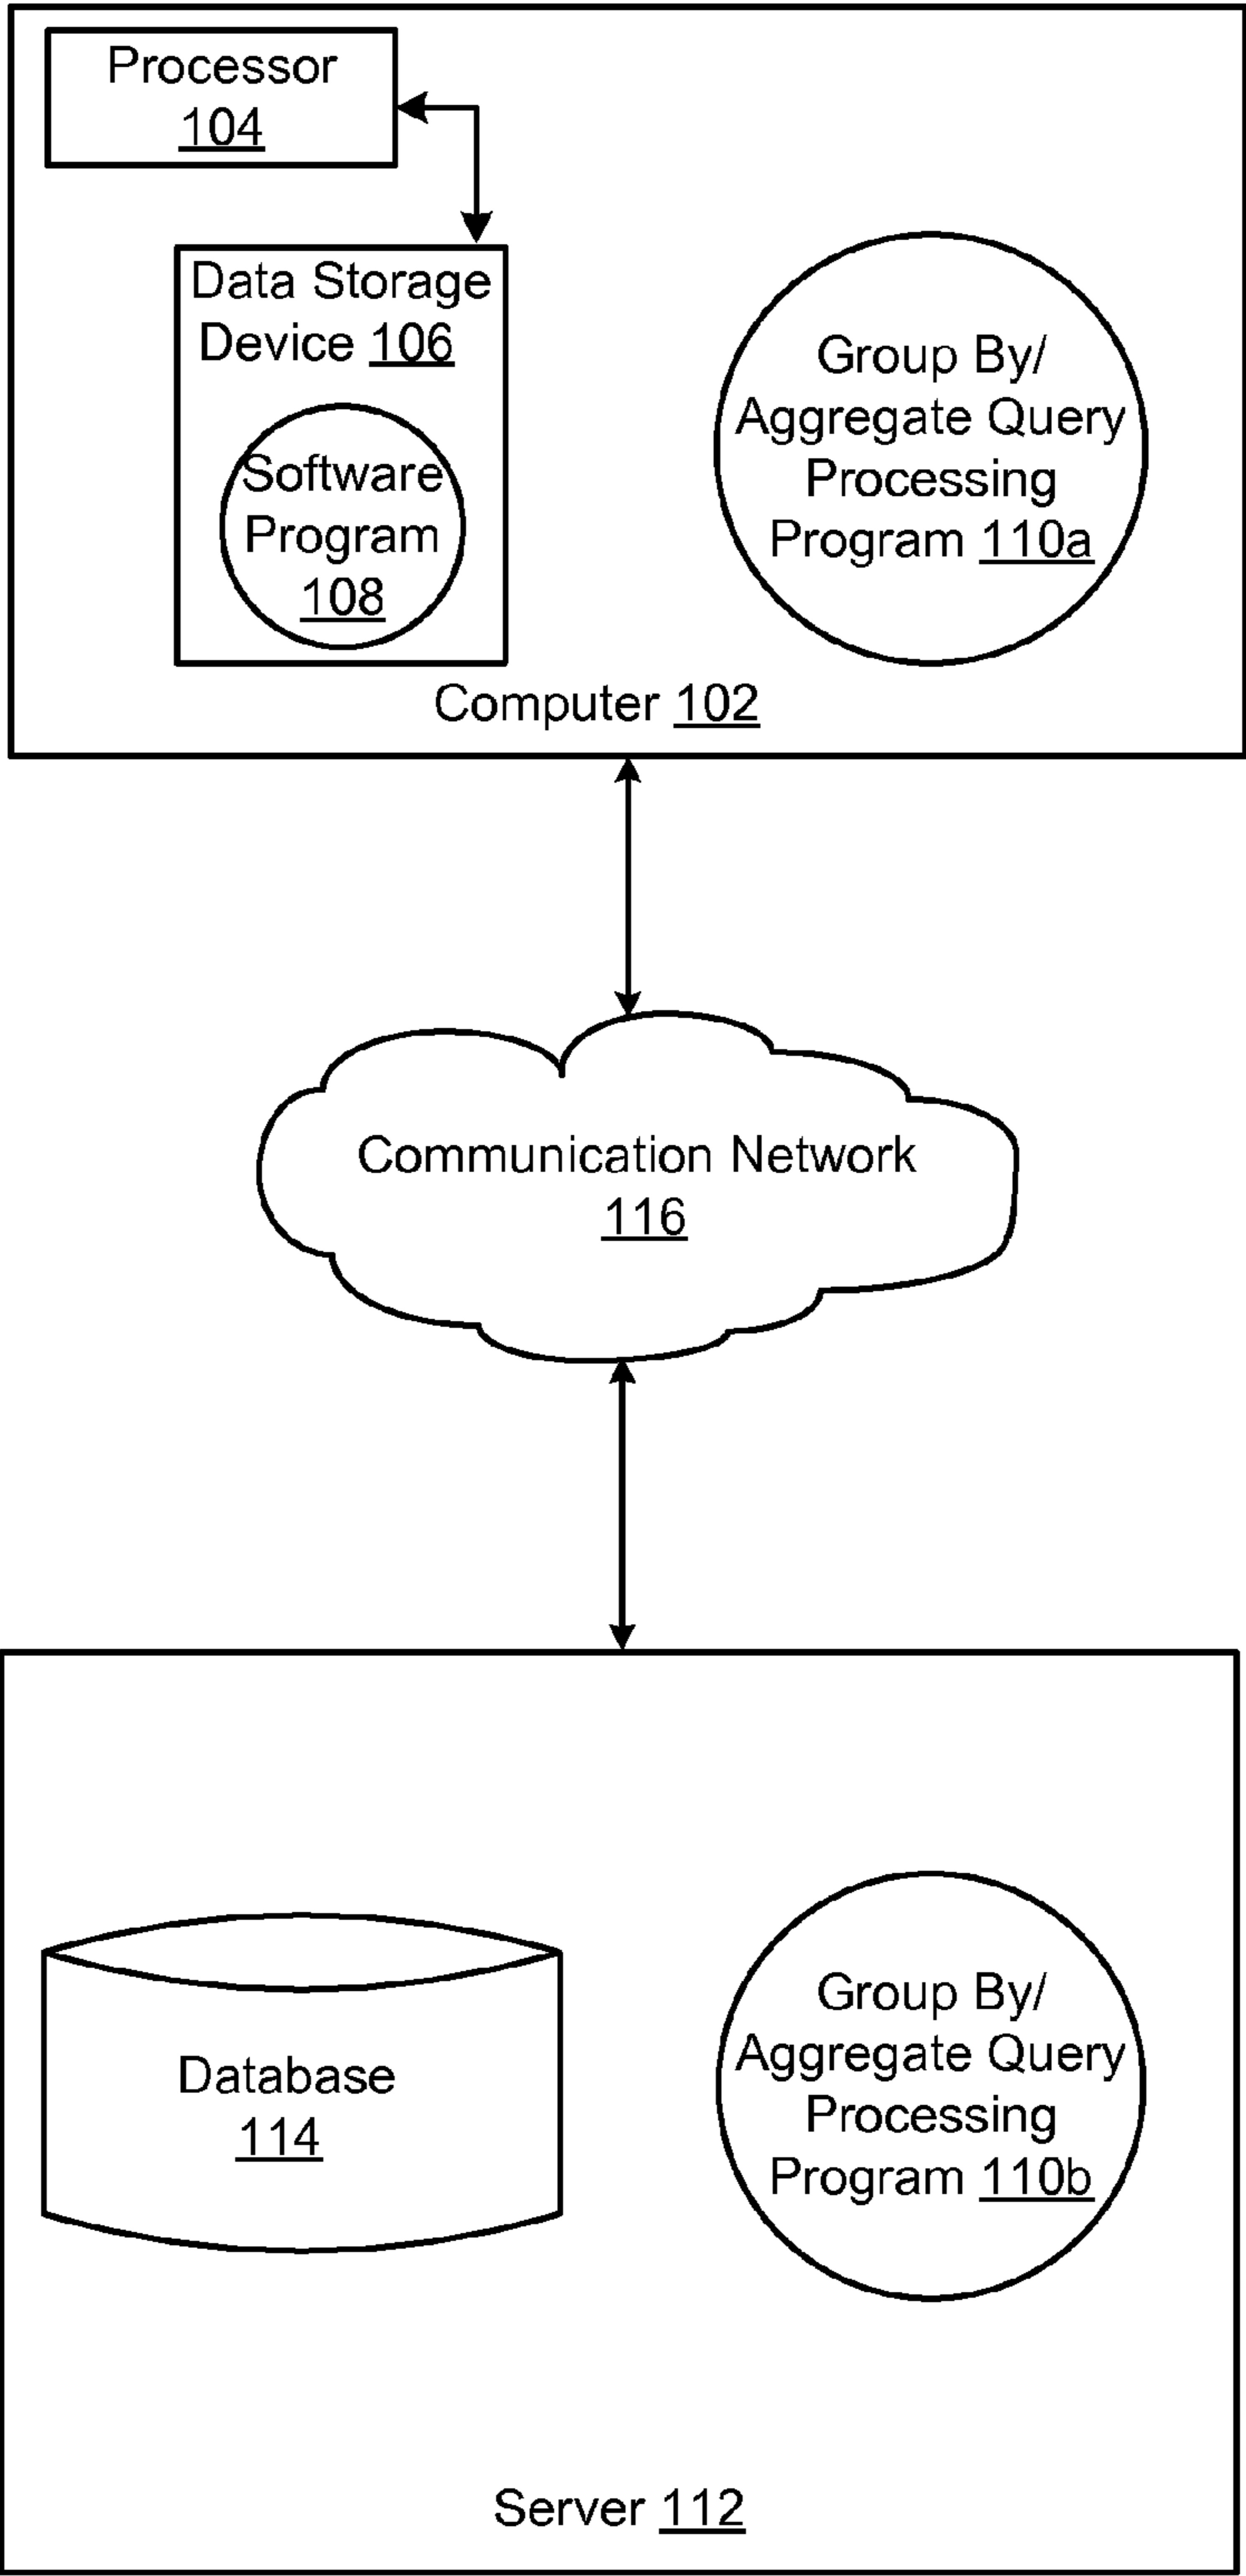 Processor
104
Data Storage
Device 106
Software
Program
108
Group By/
Aggregate Query
Processing
Program 110a
Computer 102
Communication Network
116
Database
114
Group By/
Aggregate Query
Processing
Program 110b
Server 112